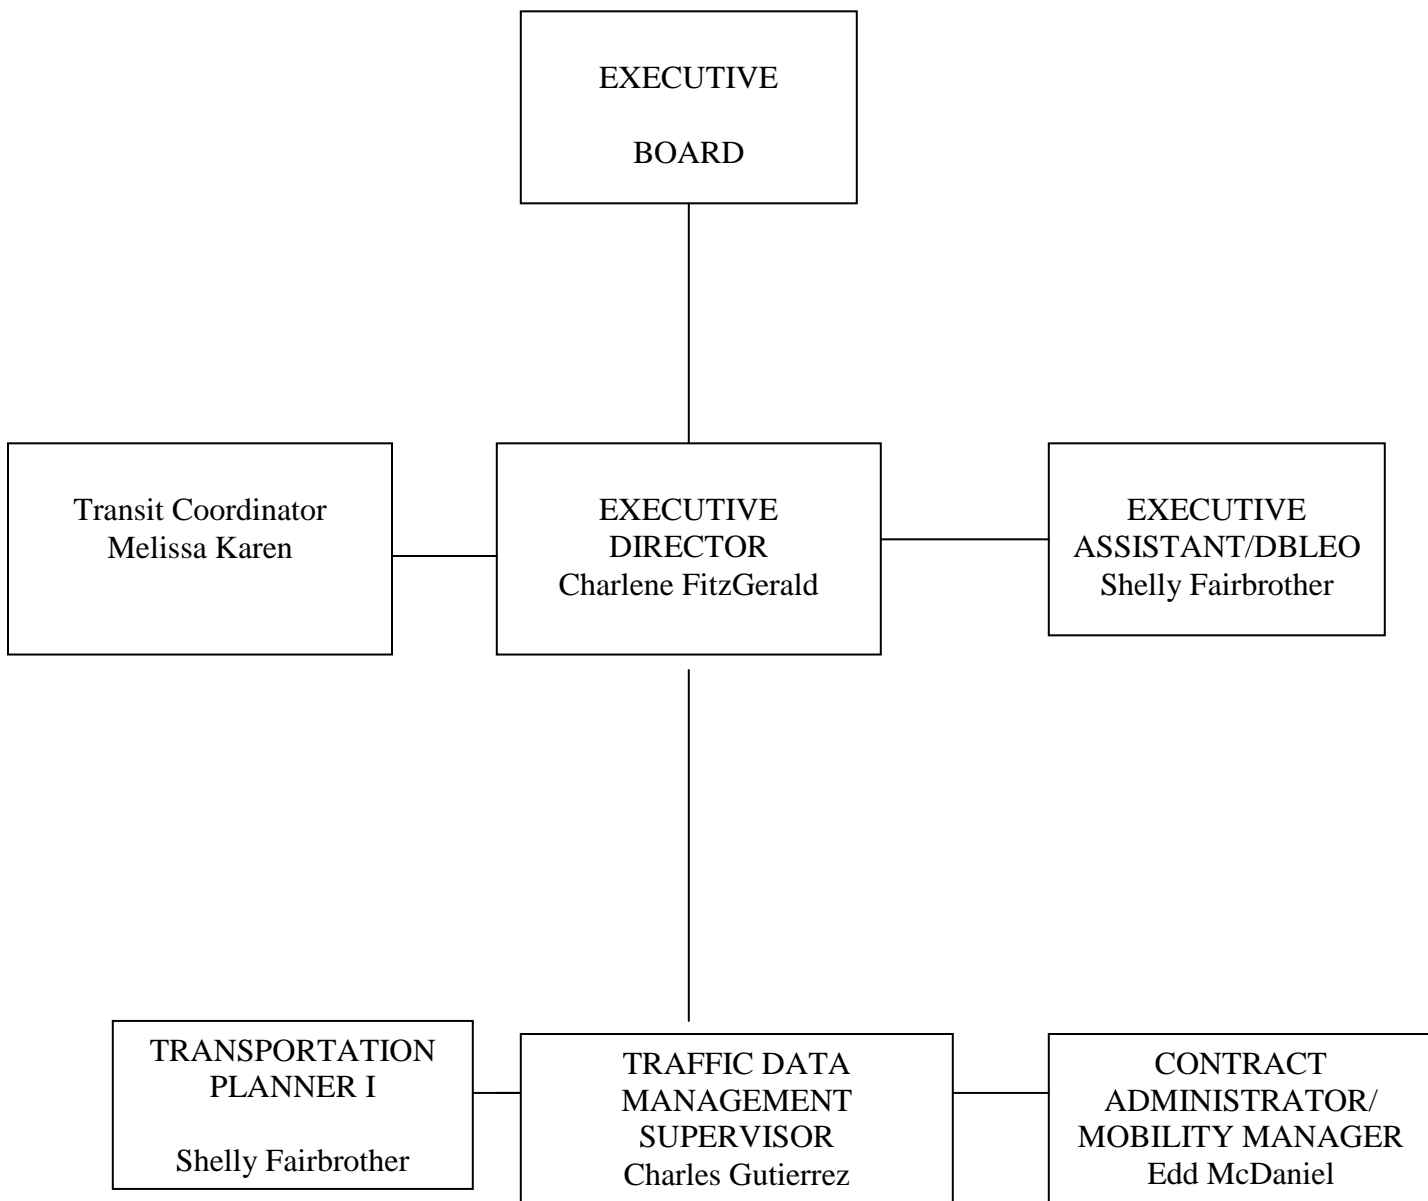 EXECUTIVE
BOARD
Transit Coordinator
Melissa Karen
EXECUTIVE
DIRECTOR
Charlene FitzGerald
EXECUTIVE
ASSISTANT/DBLEO
Shelly Fairbrother
TRANSPORTATION
PLANNER I
Shelly Fairbrother
TRAFFIC DATA
MANAGEMENT
SUPERVISOR
Charles Gutierrez
CONTRACT
ADMINISTRATOR/
MOBILITY MANAGER
Edd McDaniel